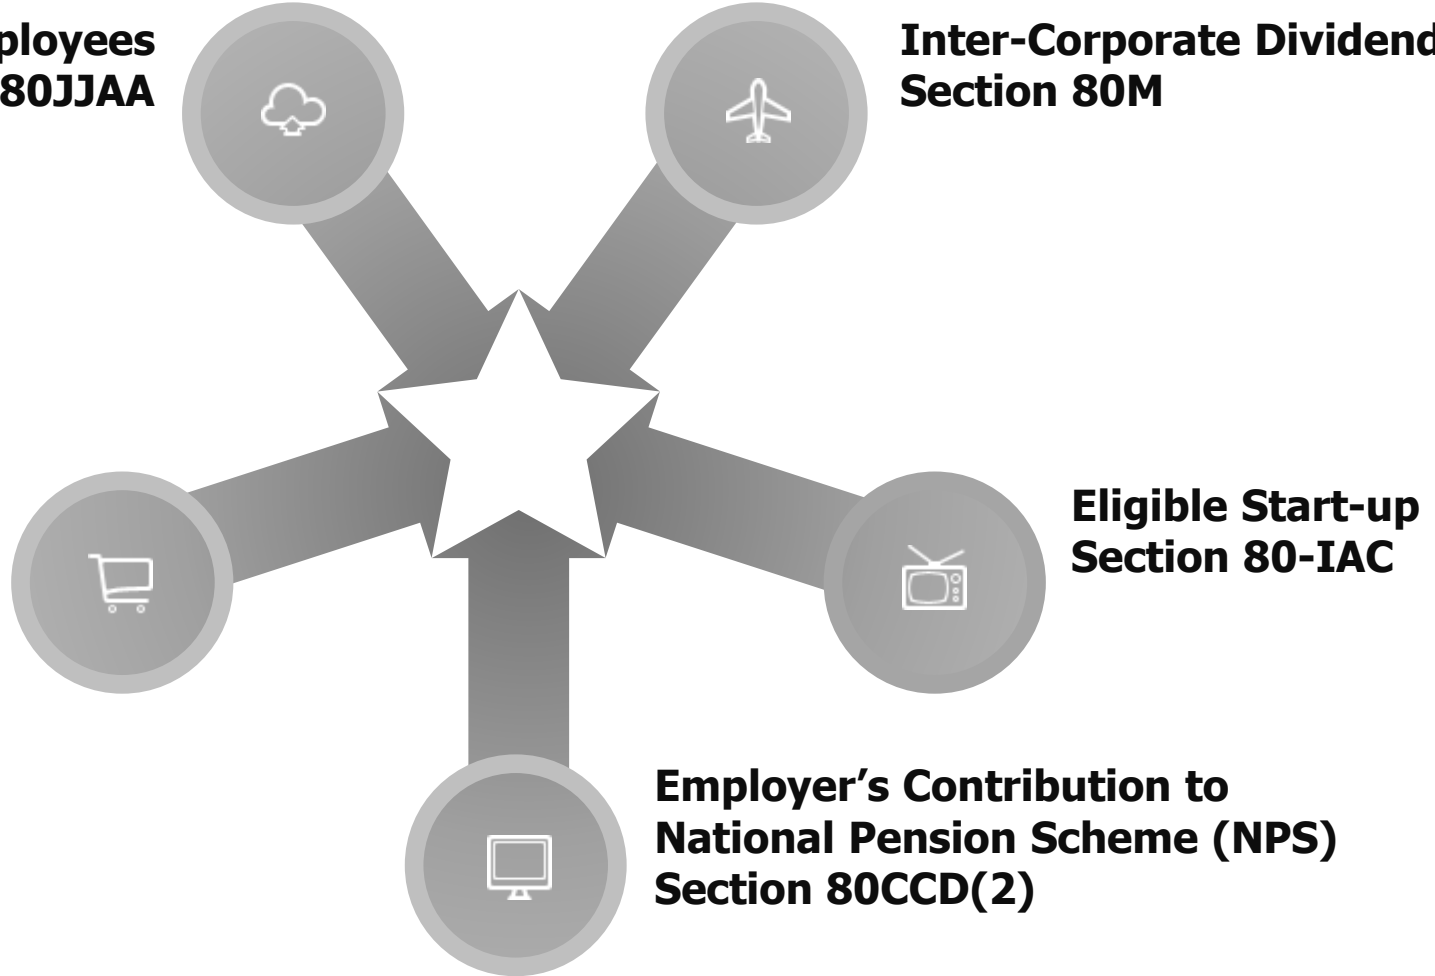 80JJAA
Inter-Corporate Dividend
Section 80M
Eligible Start-up
Section 80-IAC
Employer’s Contribution to
National Pension Scheme (NPS)
Section 80CCD(2)